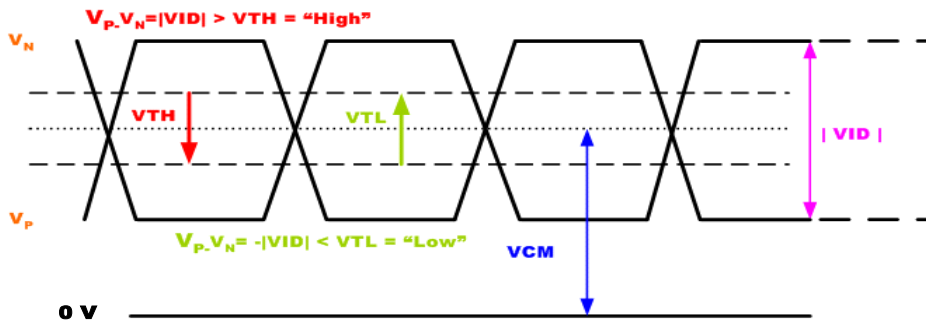 VP-VN=|VID| > VTH = “High”
VN
VTH
VTL
| VID |
VP
VP-VN= -|VID| < VTL = “Low”
VCM
0 V